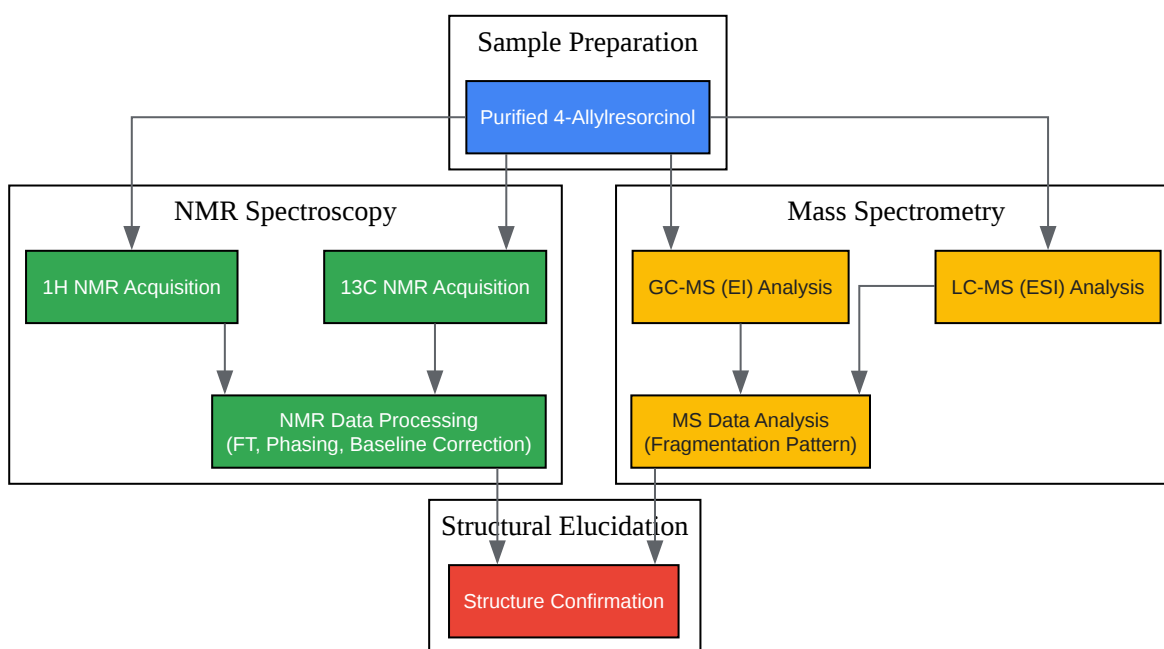 Sample Preparation
Purified 4-Allylresorcinol
NMR Spectroscopy
1H NMR Acquisition
13C NMR Acquisition
NMR Data Processing
(FT, Phasing, Baseline Correction)
Mass Spectrometry
GC-MS (EI) Analysis
LC-MS (ESI) Analysis
MS Data Analysis
(Fragmentation Pattern)
Structural Elucidation
Structure Confirmation